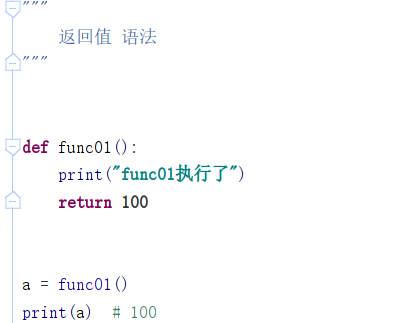 """
    返回值 语法
"""
def func01():
    print("func01执行了")
    return 100
a = func01()
print(a)  # 100